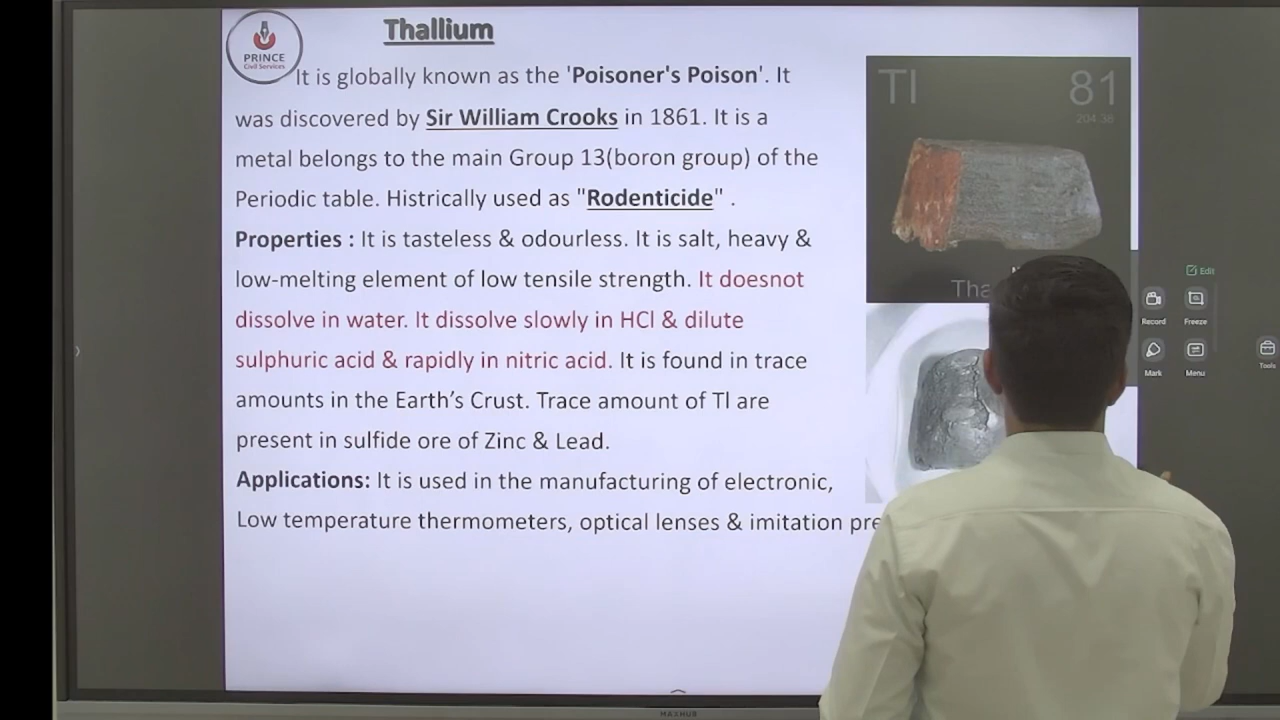 Thallium
PRINCE
Civil Services
It is globally known as the 'Poisoner's Poison'. It
was discovered by Sir William Crooks in 1861. It is a
metal belongs to the main Group 13(boron group) of the
Periodic table. Histrically used as "Rodenticide" .
Properties : It is tasteless & odourless. It is salt, heavy &
low-melting element of low tensile strength. It doesnot
dissolve in water. It dissolve slowly in HCl & dilute
sulphuric acid & rapidly in nitric acid. It is found in trace
amounts in the Earth's Crust. Trace amount of Tl are
present in sulfide ore of Zinc & Lead.
Applications: It is used in the manufacturing of electronic,
Low temperature thermometers, optical lenses & imitation pre
Tl 81
204.38
Tha
Edit
Record Freeze
Mark Menu
Tools
MAXHUB